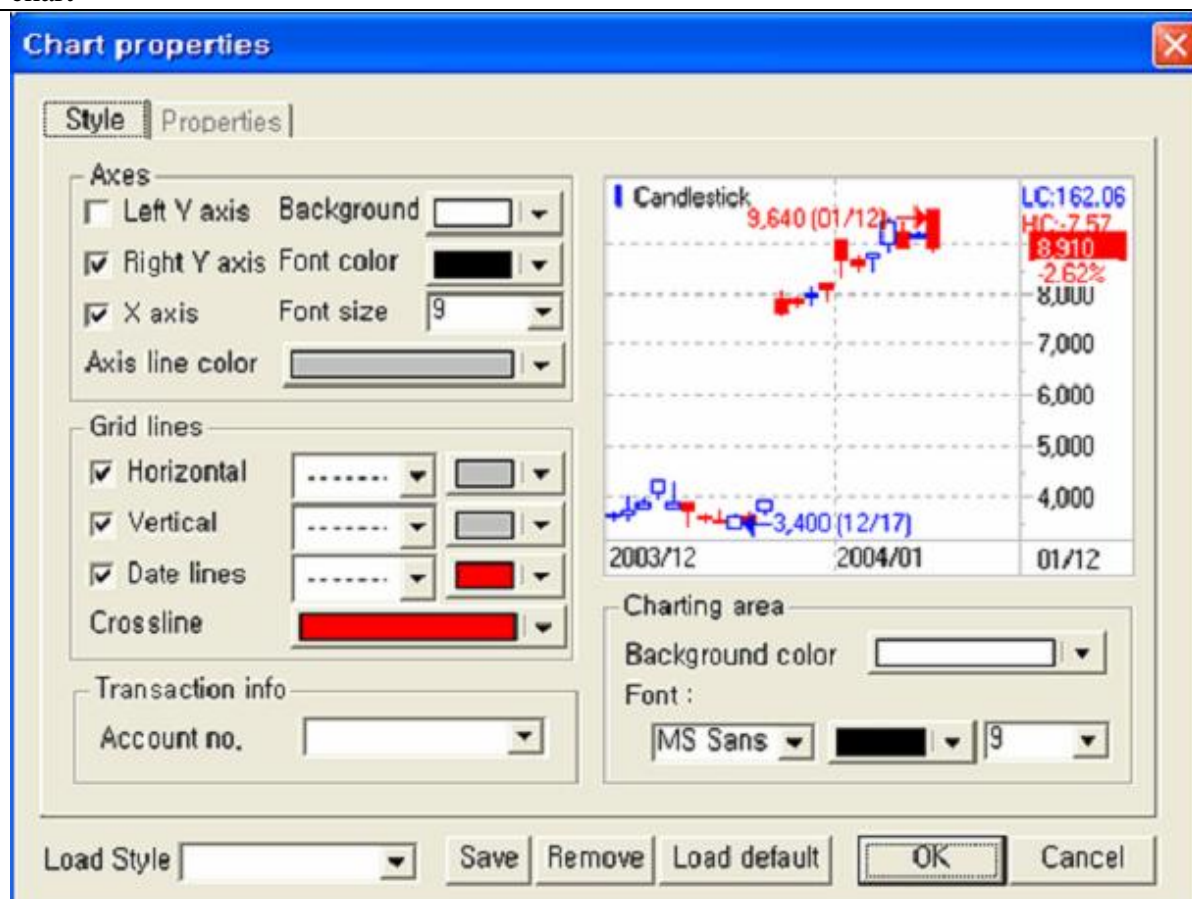 chart
Chart properties
Style Properties
Axes
Left Y axis Background
Right Y axis Font color
X axis Font size 9
Axis line color
Grid lines
Horizontal
Vertical
Date lines
Crossline
Transaction info
Account no.
Candlestick
9,640 (01/12)
LC:162.06
HC:-7.57
8,910
-2.62%
8,000
7,000
6,000
5,000
4,000
3,400 (12/17)
2003/12 2004/01 01/12
Charting area
Background color
Font :
MS Sans 9
Load Style Save Remove Load default OK Cancel